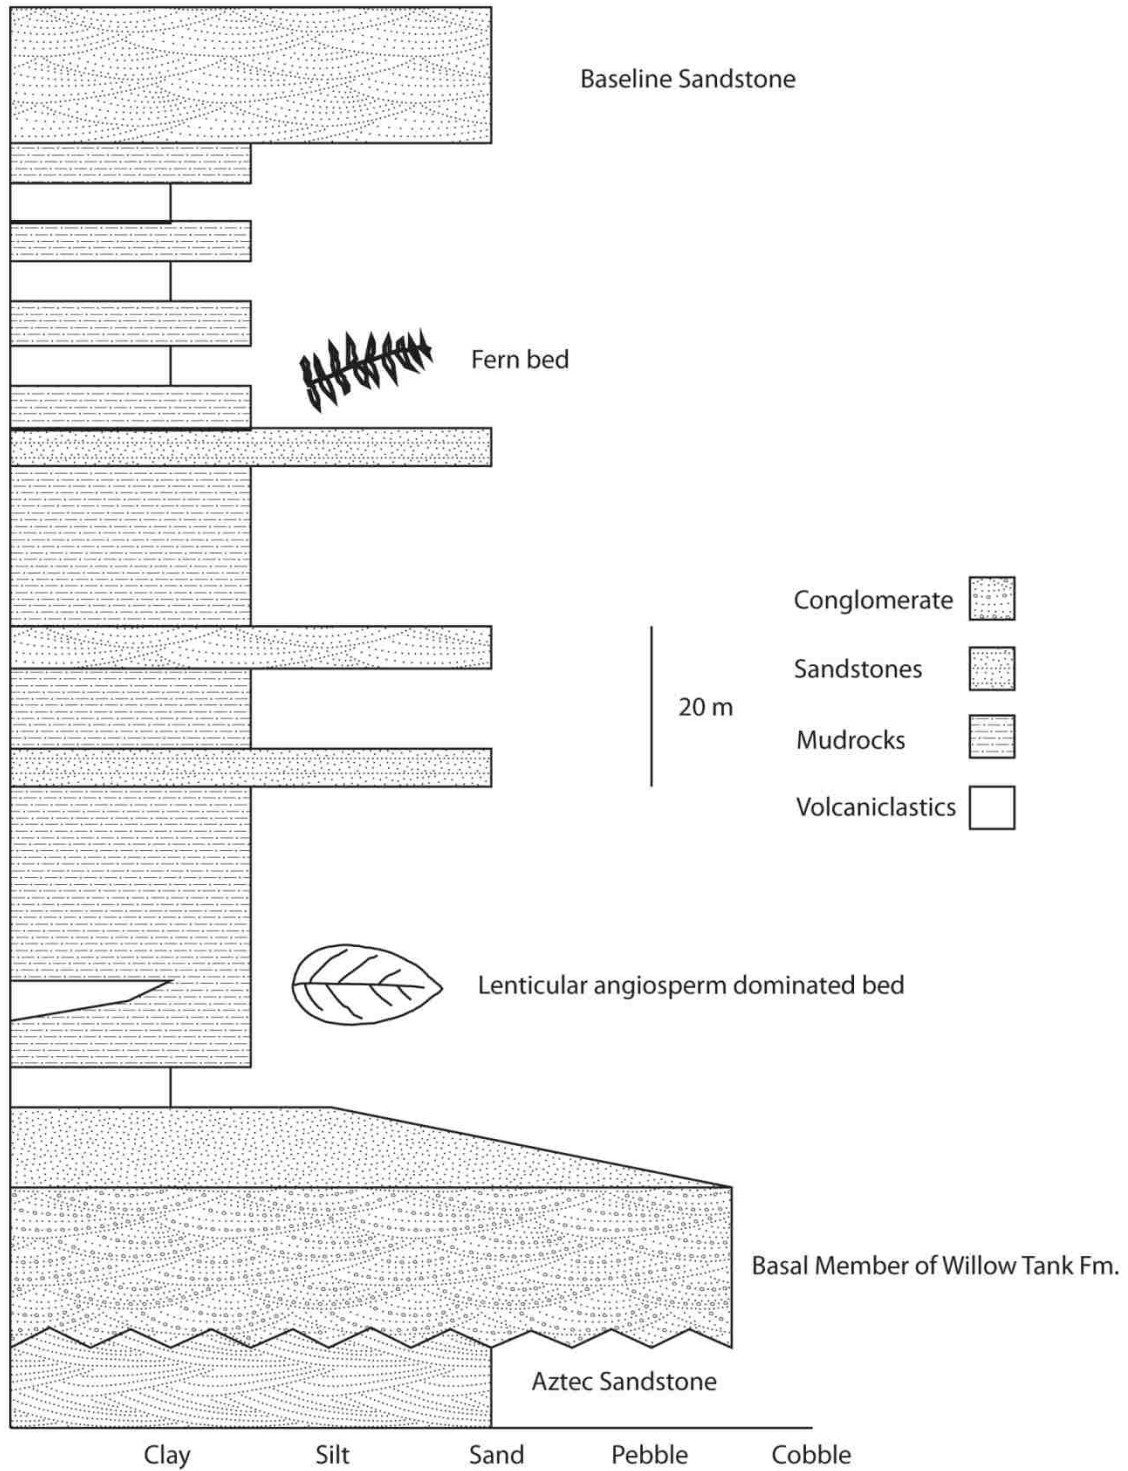 Baseline Sandstone
Fern bed
Conglomerate
Sandstones
20 m
Mudrocks
Volcaniclastics
Lenticular angiosperm dominated bed
Basal Member of Willow Tank Fm.
Aztec Sandstone
Clay Silt Sand Pebble Cobble